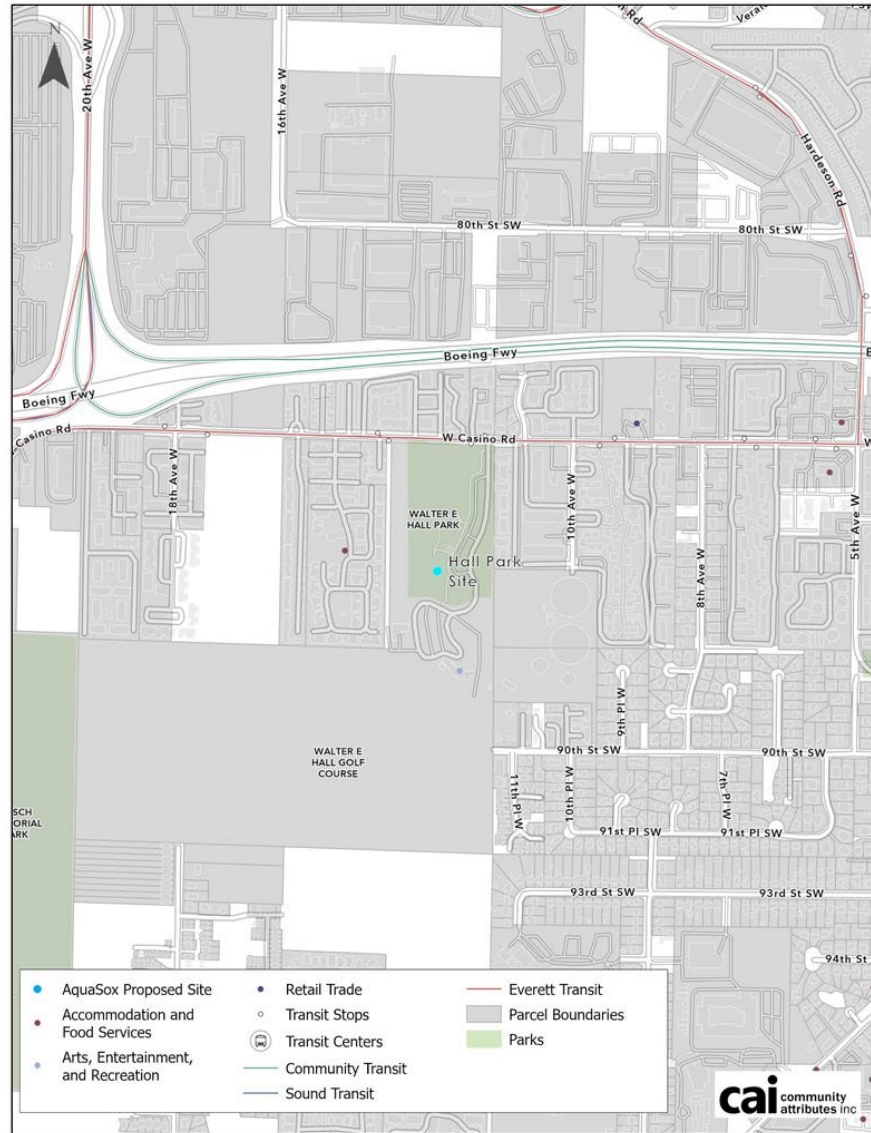 N
20th Ave W
16th Ave W
Hardeson Rd
80th St SW
80th St SW
Boeing Fwy
Boeing Fwy
W Casino Rd
Casino Rd
18th Ave W
WALTER E
HALL PARK
Hall Park
Site
10th Ave W
8th Ave W
5th Ave W
9th Pl W
WALTER E
HALL GOLF
COURSE
90th St SW
90th St SW
11th Pl W
10th Pl W
7th Pl W
91st Pl SW
91st Pl SW
93rd St SW
93rd St SW
94th St
AquaSox Proposed Site
Accommodation and
Food Services
Arts, Entertainment,
and Recreation
Retail Trade
Transit Stops
Transit Centers
Community Transit
Sound Transit
Everett Transit
Parcel Boundaries
Parks
cai community
attributes inc